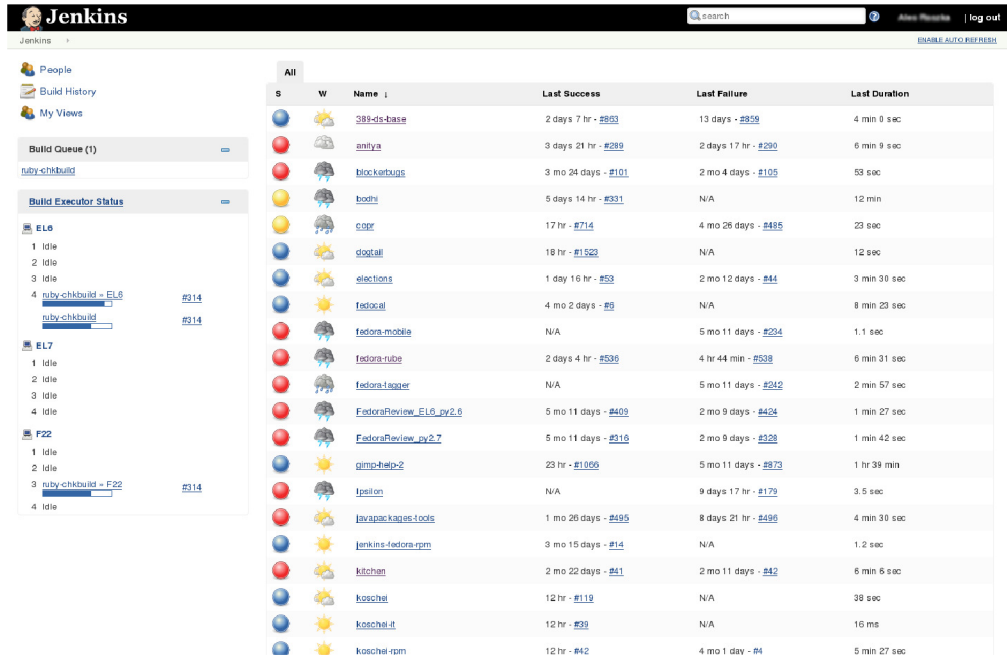 Jenkins
search
log out
Jenkins
ENABLE AUTO REFRESH
People
Build History
My Views
Build Queue (1)
ruby-chkbuild
Build Executor Status
EL6
1 Idle
2 Idle
3 Idle
4 ruby-chkbuild » EL6 #314
ruby-chkbuild #314
EL7
1 Idle
2 Idle
3 Idle
4 Idle
F22
1 Idle
2 Idle
3 ruby-chkbuild » F22 #314
4 Idle
All
S W Name ↓ Last Success Last Failure Last Duration
389-ds-base 2 days 7 hr - #863 13 days - #859 4 min 0 sec
anitya 3 days 21 hr - #289 2 days 17 hr - #290 6 min 9 sec
blockerbugs 3 mo 24 days - #101 2 mo 4 days - #105 53 sec
bodhi 5 days 14 hr - #331 N/A 12 min
copr 17 hr - #714 4 mo 26 days - #485 23 sec
dogtail 18 hr - #1523 N/A 12 sec
elections 1 day 16 hr - #53 2 mo 12 days - #44 3 min 30 sec
fedocal 4 mo 2 days - #6 N/A 8 min 23 sec
fedora-mobile N/A 5 mo 11 days - #234 1.1 sec
fedora-rube 2 days 4 hr - #536 4 hr 44 min - #538 6 min 31 sec
fedora-tagger N/A 5 mo 11 days - #242 2 min 57 sec
FedoraReview_EL6_py2.6 5 mo 11 days - #409 2 mo 9 days - #424 1 min 27 sec
FedoraReview_py2.7 5 mo 11 days - #316 2 mo 9 days - #328 1 min 42 sec
gimp-help-2 23 hr - #1066 5 mo 11 days - #873 1 hr 39 min
Ipsilon N/A 9 days 17 hr - #179 3.5 sec
javapackages-tools 1 mo 26 days - #495 8 days 21 hr - #496 4 min 30 sec
jenkins-fedora-rpm 3 mo 15 days - #14 N/A 1.2 sec
kitchen 2 mo 22 days - #41 2 mo 11 days - #42 6 min 6 sec
koschei 12 hr - #119 N/A 38 sec
koschei-it 12 hr - #39 N/A 16 ms
koschei-rpm 12 hr - #42 4 mo 1 day - #4 5 min 27 sec